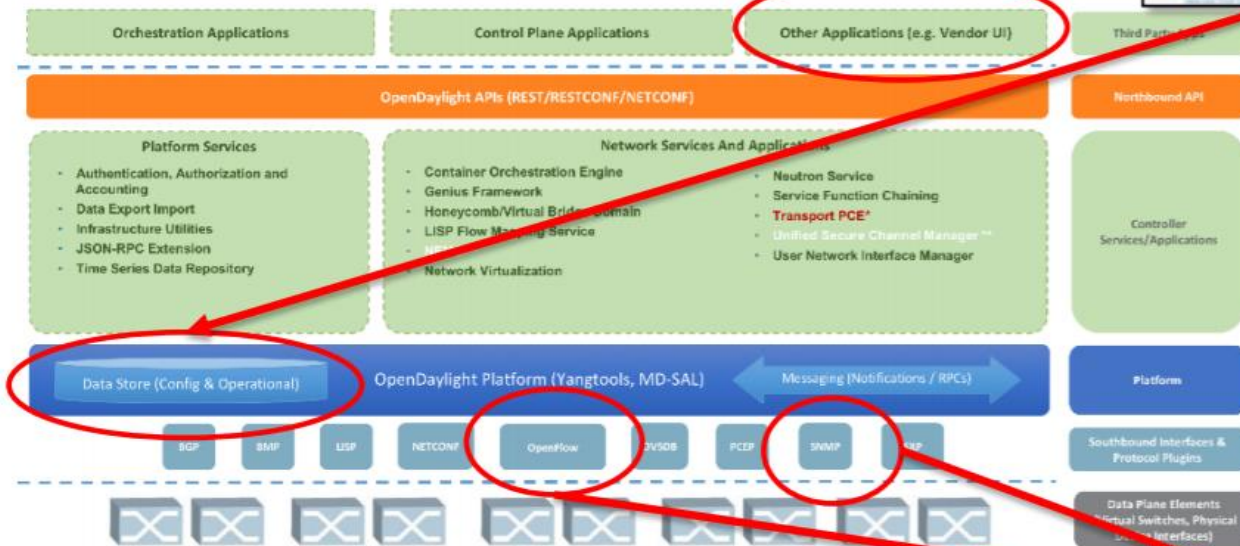 Orchestration Applications
Control Plane Applications
Other Applications (e.g. Vendor UI)
Third Party
OpenDaylight APIs (REST/RESTCONF/NETCONF)
Northbound API
Platform Services
Authentication, Authorization and
Accounting
Data Export Import
Infrastructure Utilities
JSON-RPC Extension
Time Series Data Repository
Network Services And Applications
Container Orchestration Engine
Genius Framework
Honeycomb/Virtual Bridge Domain
LISP Flow Mapping Service
Network Virtualization
Neutron Service
Service Function Chaining
Transport PCE*
Unified Secure Channel Manager **
User Network Interface Manager
Controller
Services/Applications
Data Store (Config & Operational)
OpenDaylight Platform (Yangtools, MD-SAL)
Messaging (Notifications / RPCs)
Platform
BGP
BMP
LISP
NETCONF
OpenFlow
OVSDB
PCEP
SNMP
Southbound Interfaces &
Protocol Plugins
Data Plane Elements
(Virtual Switches, Physical
Device Interfaces)